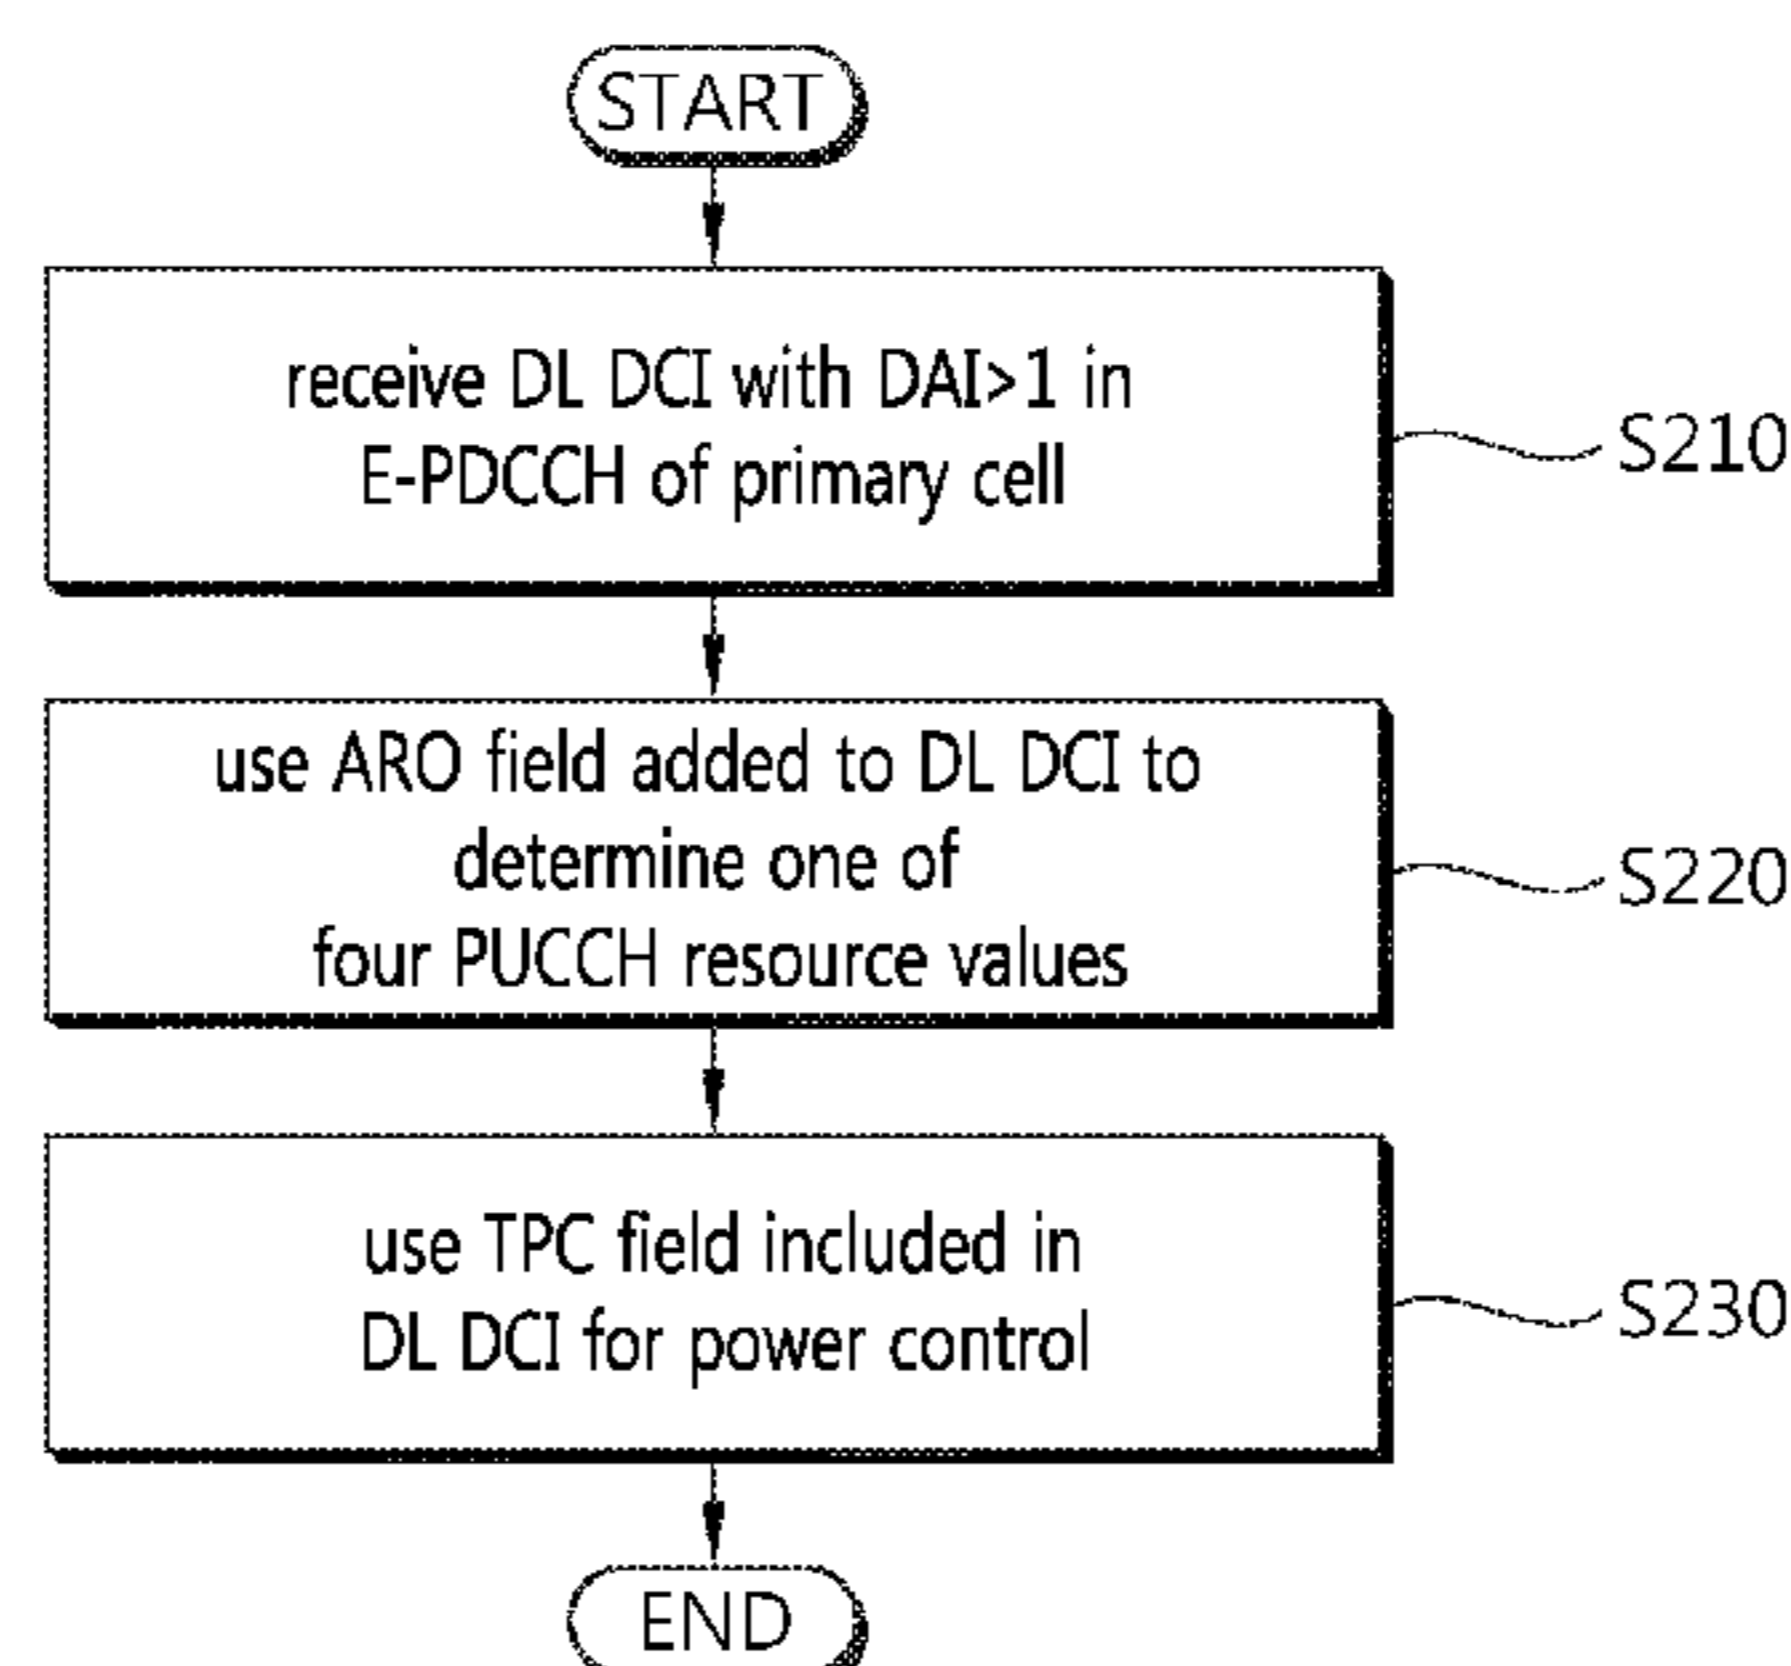 START
receive DL DCI with DAI>1 in
E-PDCCH of primary cell
S210
use ARO field added to DL DCI to
determine one of
four PUCCH resource values
S220
use TPC field included in
DL DCI for power control
S230
END